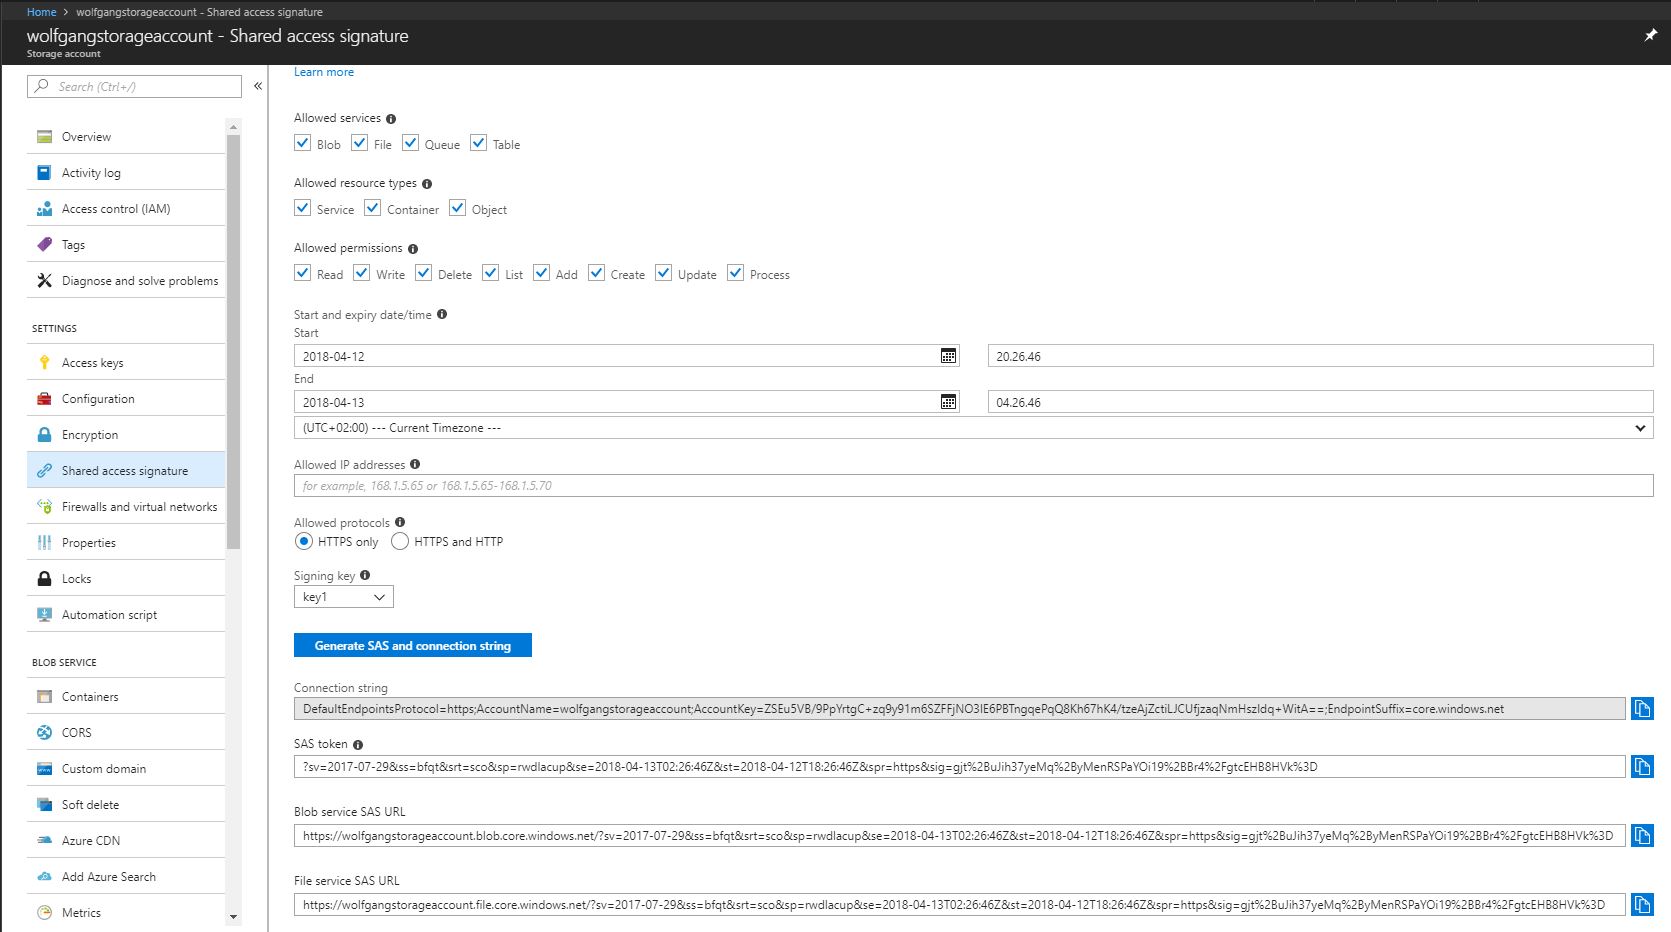 Home > wolfgangstorageaccount - Shared access signature
wolfgangstorageaccount - Shared access signature
Storage account
Search (Ctrl+/)
«
Overview
Activity log
Access control (IAM)
Tags
Diagnose and solve problems
SETTINGS
Access keys
Configuration
Encryption
Shared access signature
Firewalls and virtual networks
Properties
Locks
Automation script
BLOB SERVICE
Containers
CORS
Custom domain
Soft delete
Azure CDN
Add Azure Search
Metrics
Learn more
Allowed services
Blob File Queue Table
Allowed resource types
Service Container Object
Allowed permissions
Read Write Delete List Add Create Update Process
Start and expiry date/time
Start
2018-04-12 20.26.46
End
2018-04-13 04.26.46
(UTC+02:00) --- Current Timezone ---
Allowed IP addresses
for example, 168.1.5.65 or 168.1.5.65-168.1.5.70
Allowed protocols
HTTPS only HTTPS and HTTP
Signing key
key1
Generate SAS and connection string
Connection string
DefaultEndpointsProtocol=https;AccountName=wolfgangstorageaccount;AccountKey=ZSEu5VB/9PpYrtgC+zq9y91m6SZFFjNO3IE6PBTngqePqQ8Kh67hK4/tzeAjZctiLJCUfjzaqNmHszIdq+WitA==;EndpointSuffix=core.windows.net
SAS token
?sv=2017-07-29&ss=bfqt&srt=sco&sp=rwdlacup&se=2018-04-13T02:26:46Z&st=2018-04-12T18:26:46Z&spr=https&sig=gjt%2BuJih37yeMq%2ByMenRSPaYOi19%2BBr4%2FgtcEHB8HVk%3D
Blob service SAS URL
https://wolfgangstorageaccount.blob.core.windows.net/?sv=2017-07-29&ss=bfqt&srt=sco&sp=rwdlacup&se=2018-04-13T02:26:46Z&st=2018-04-12T18:26:46Z&spr=https&sig=gjt%2BuJih37yeMq%2ByMenRSPaYOi19%2BBr4%2FgtcEHB8HVk%3D
File service SAS URL
https://wolfgangstorageaccount.file.core.windows.net/?sv=2017-07-29&ss=bfqt&srt=sco&sp=rwdlacup&se=2018-04-13T02:26:46Z&st=2018-04-12T18:26:46Z&spr=https&sig=gjt%2BuJih37yeMq%2ByMenRSPaYOi19%2BBr4%2FgtcEHB8HVk%3D